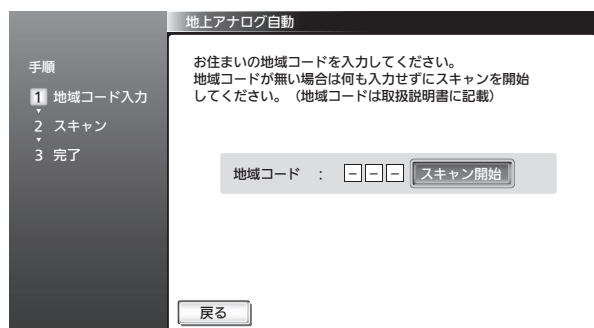 地上アナログ自動
手順
1 地域コード入力
2 スキャン
3 完了
お住まいの地域コードを入力してください。
地域コードが無い場合は何も入力せずにスキャンを開始
してください。（地域コードは取扱説明書に記載）
地域コード : － － － スキャン開始
戻る